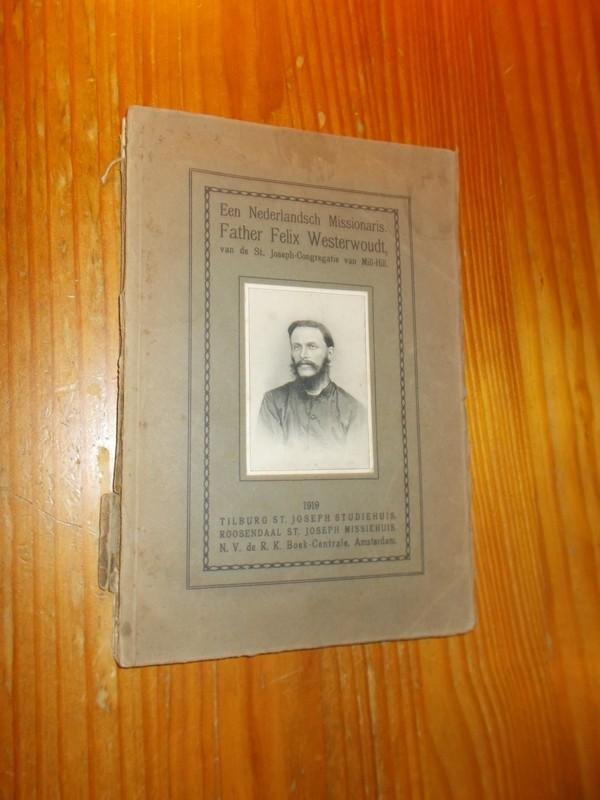 Een Nederlandsch Missionaris.
Father Felix Westerwoudt,
van de St. Joseph-Congregatie van Mill-Hill.
1919
TILBURG ST. JOSEPH STUDIEHUIS.
ROOSENDAAL ST. JOSEPH MISSIEHUIS.
N. V. de R. K. Boek-Centrale, Amsterdam.